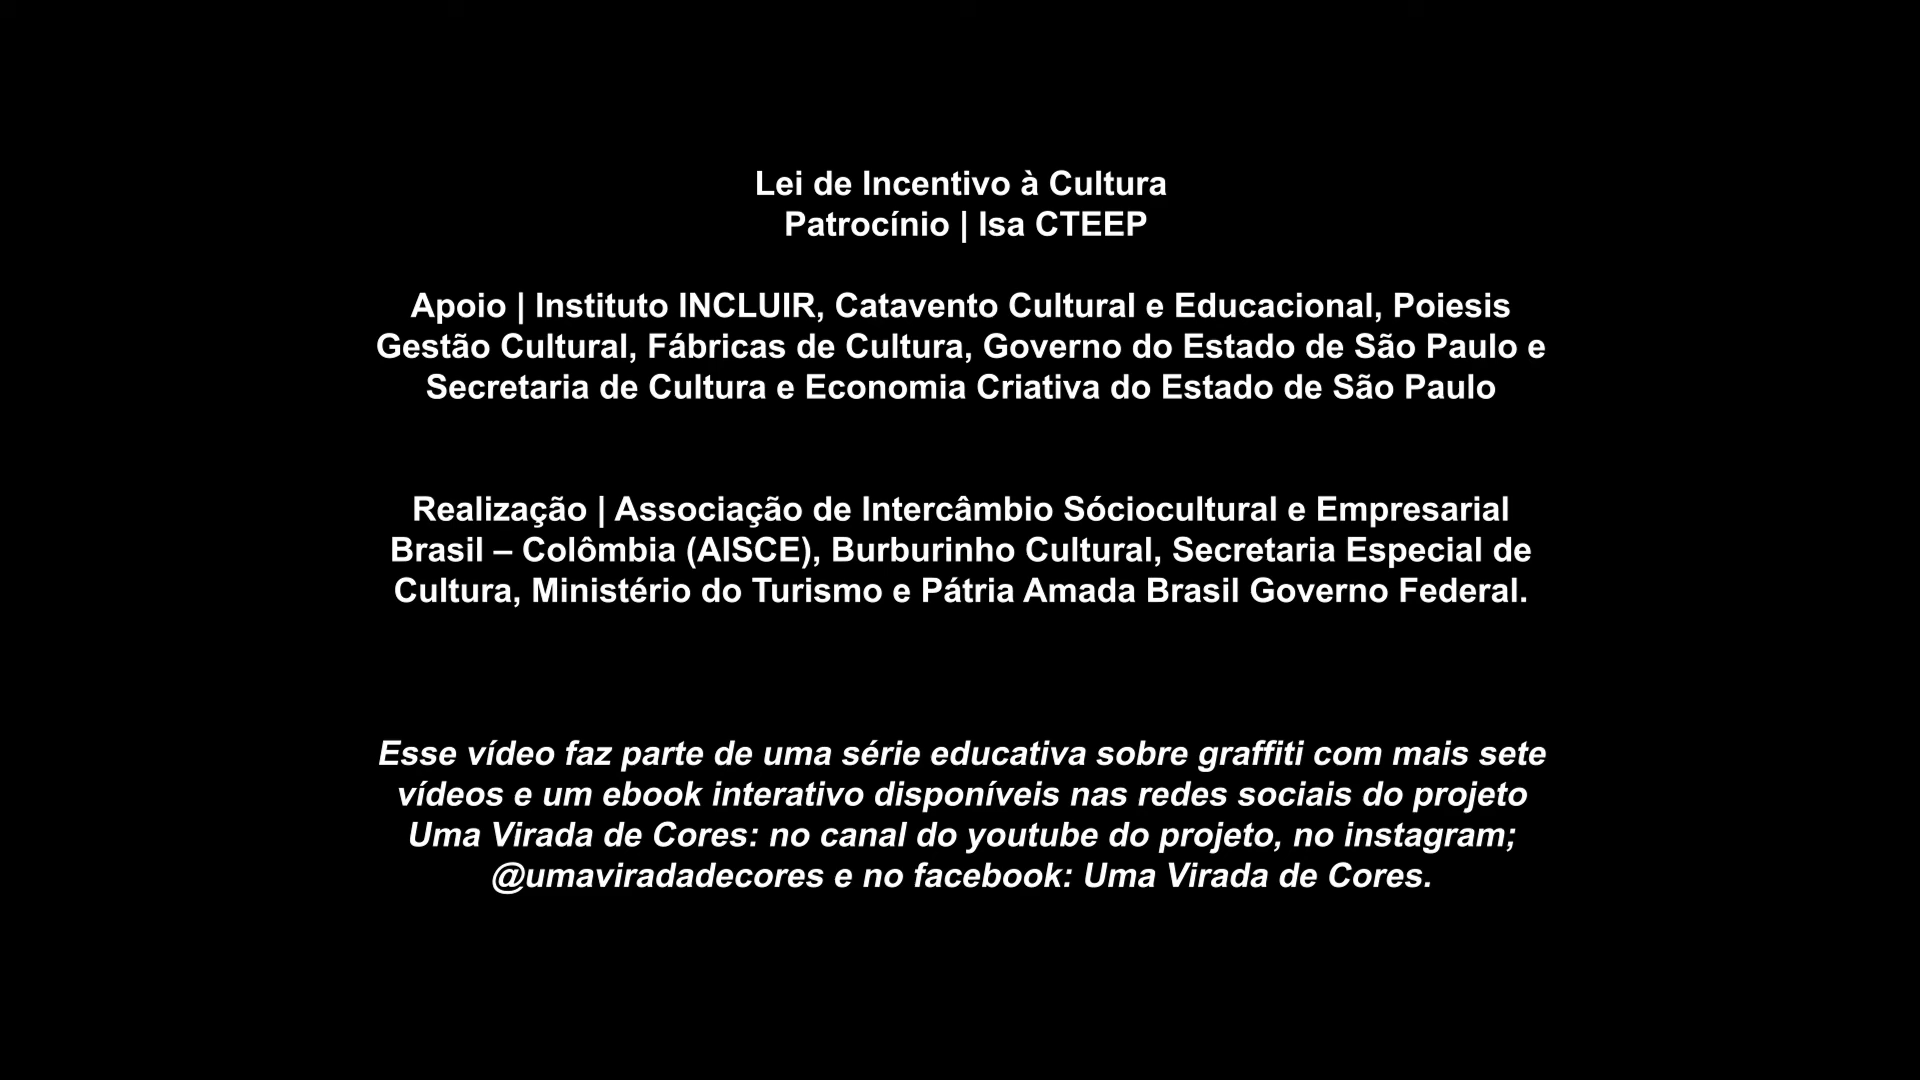 Lei de Incentivo à Cultura
Patrocínio | Isa CTEEP
Apoio | Instituto INCLUIR, Catavento Cultural e Educacional, Poiesis
Gestão Cultural, Fábricas de Cultura, Governo do Estado de São Paulo e
Secretaria de Cultura e Economia Criativa do Estado de São Paulo
Realização | Associação de Intercâmbio Sóciocultural e Empresarial
Brasil – Colômbia (AISCE), Burburinho Cultural, Secretaria Especial de
Cultura, Ministério do Turismo e Pátria Amada Brasil Governo Federal.
Esse vídeo faz parte de uma série educativa sobre graffiti com mais sete
vídeos e um ebook interativo disponíveis nas redes sociais do projeto
Uma Virada de Cores: no canal do youtube do projeto, no instagram;
@umaviradadecores e no facebook: Uma Virada de Cores.